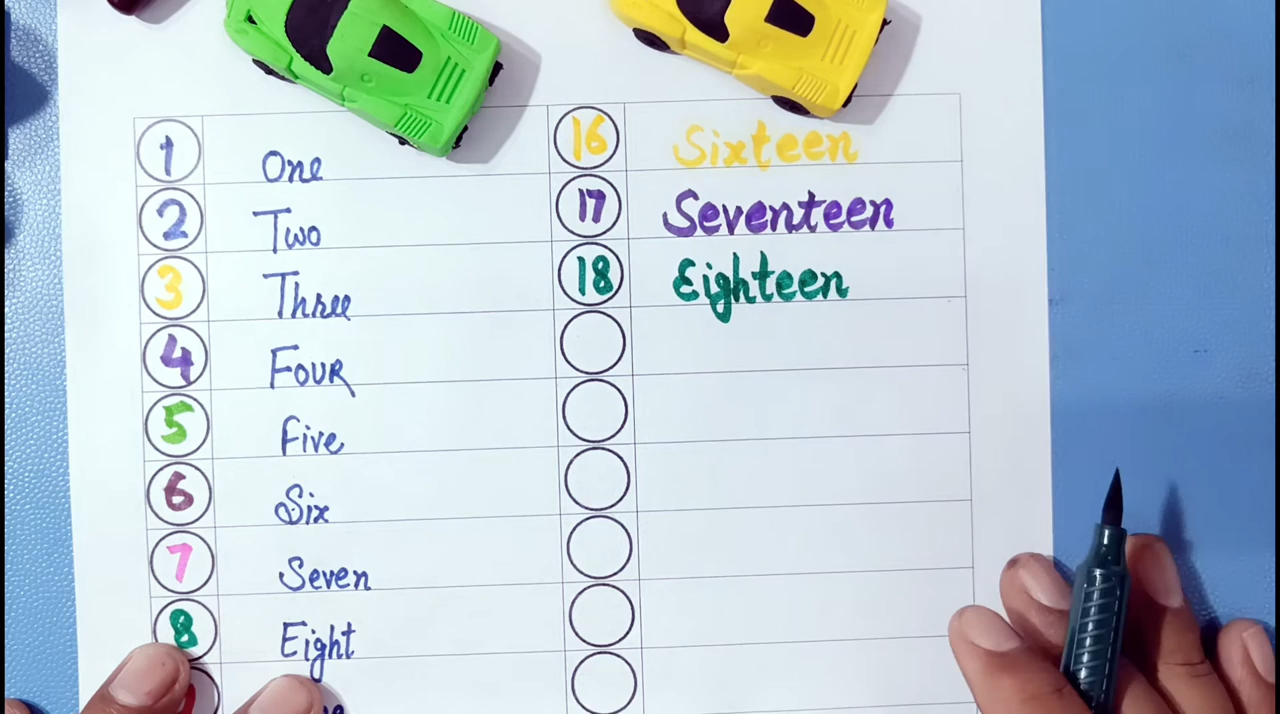 1 One
2 Two
3 Three
4 Four
5 Five
6 Six
7 Seven
8 Eight
16 Sixteen
17 Seventeen
18 Eighteen